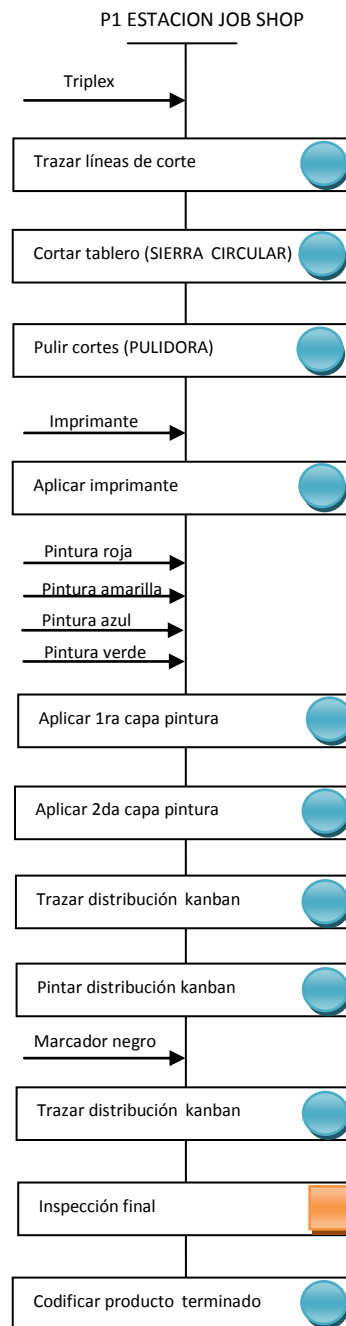 P1 ESTACION JOB SHOP
Triplex
Trazar líneas de corte
Cortar tablero (SIERRA CIRCULAR)
Pulir cortes (PULIDORA)
Imprimante
Aplicar imprimante
Pintura roja
Pintura amarilla
Pintura azul
Pintura verde
Aplicar 1ra capa pintura
Aplicar 2da capa pintura
Trazar distribución kanban
Pintar distribución kanban
Marcador negro
Trazar distribución kanban
Inspección final
Codificar producto terminado